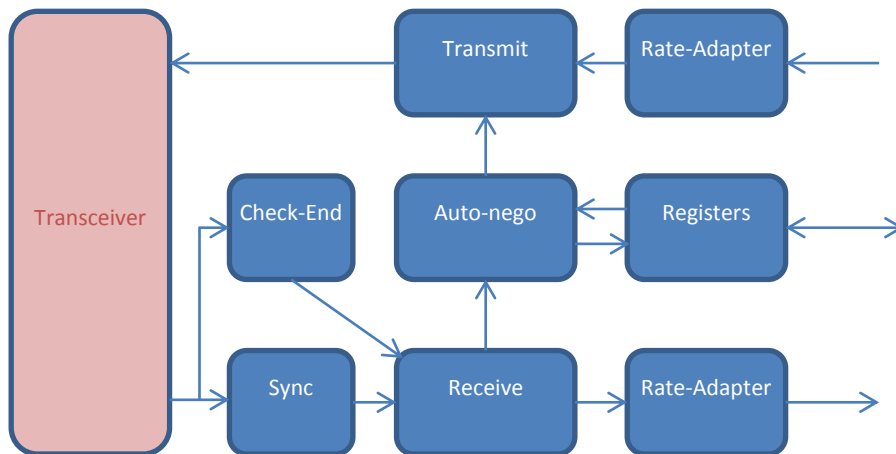 Transmit
Rate-Adapter
Transceiver
Check-End
Auto-nego
Registers
Sync
Receive
Rate-Adapter